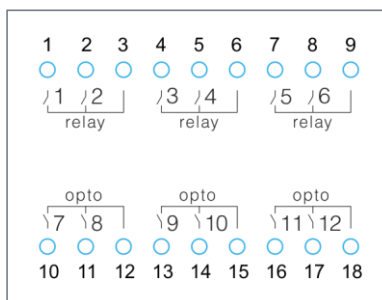 1 2 3 4 5 6 7 8 9
1 2 3 4 5 6
relay relay relay
opto opto opto
7 8 9 10 11 12
10 11 12 13 14 15 16 17 18